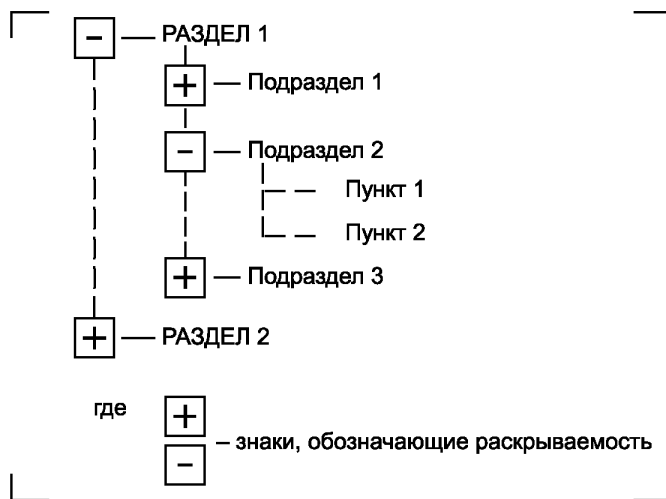 - РАЗДЕЛ 1
+ Подраздел 1
- Подраздел 2
Пункт 1
Пункт 2
+ Подраздел 3
+ РАЗДЕЛ 2
где +
- – знаки, обозначающие раскрываемость